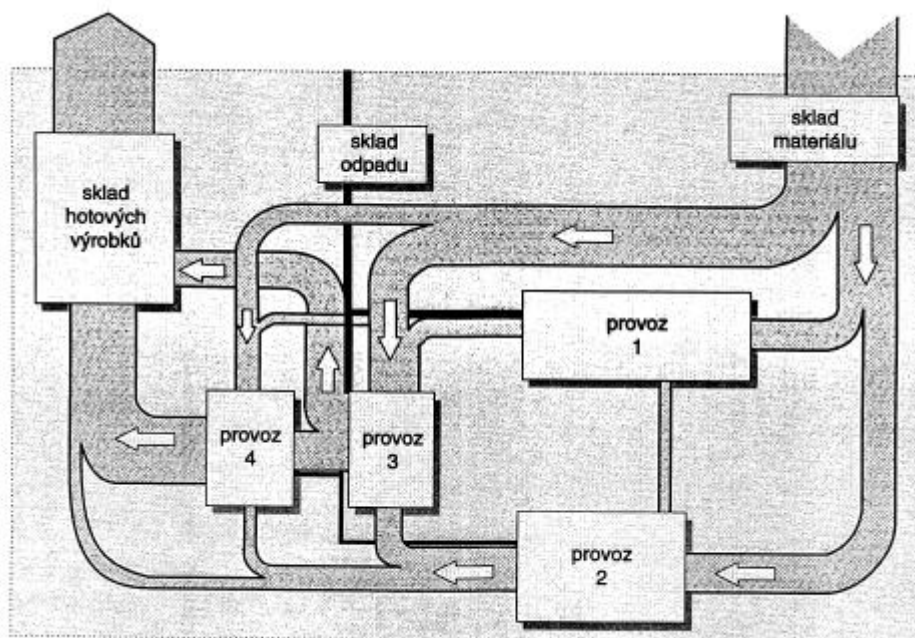 sklad
materiálu
sklad
odpadu
sklad
hotových
výrobků
provoz
1
provoz
4
provoz
3
provoz
2